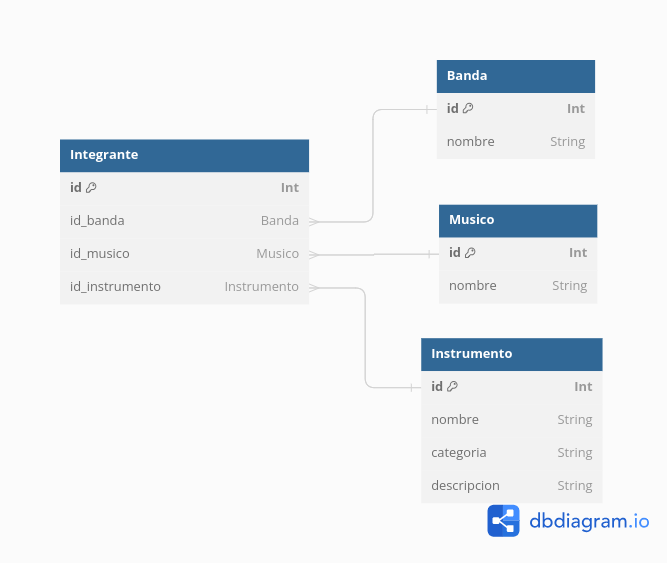 Integrante
id Int
id_banda Banda
id_musico Musico
id_instrumento Instrumento
Banda
id Int
nombre String
Musico
id Int
nombre String
Instrumento
id Int
nombre String
categoria String
descripcion String
dbdiagram.io